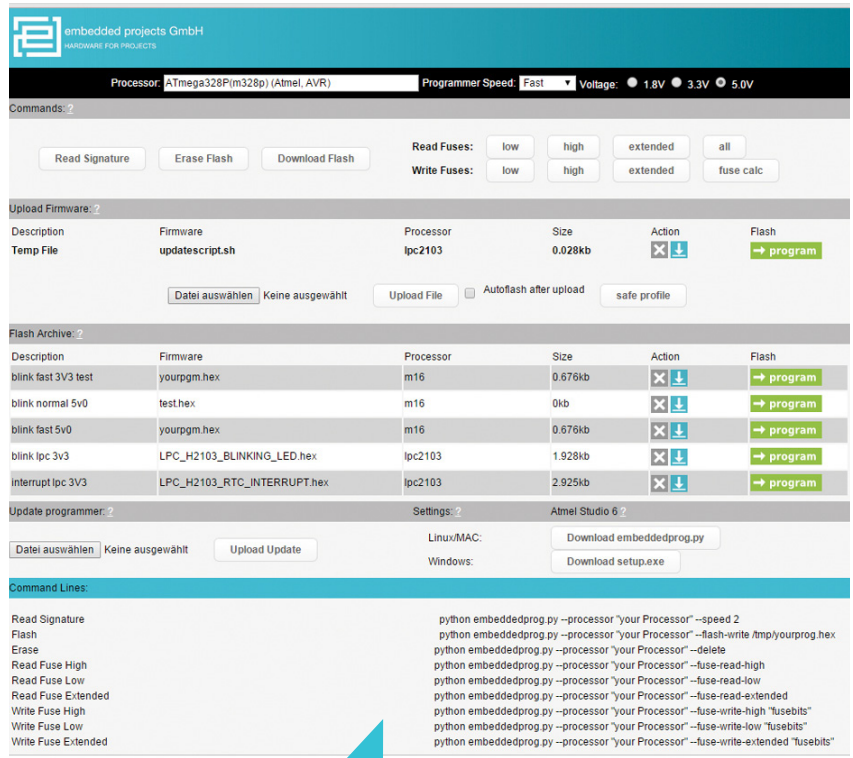 embedded projects GmbH
HARDWARE FOR PROJECTS
Processor: ATmega328P(m328p) (Atmel, AVR) Programmer Speed: Fast Voltage: 1.8V 3.3V 5.0V
Commands: ?
Read Signature Erase Flash Download Flash
Read Fuses: low high extended all
Write Fuses: low high extended fuse calc
Upload Firmware: ?
Description Firmware Processor Size Action Flash
Temp File updatescript.sh lpc2103 0.028kb → program
Datei auswählen Keine ausgewählt Upload File Autoflash after upload safe profile
Flash Archive: ?
Description Firmware Processor Size Action Flash
blink fast 3V3 test yourpgm.hex m16 0.676kb → program
blink normal 5v0 test.hex m16 0kb → program
blink fast 5v0 yourpgm.hex m16 0.676kb → program
blink lpc 3v3 LPC_H2103_BLINKING_LED.hex lpc2103 1.928kb → program
interrupt lpc 3V3 LPC_H2103_RTC_INTERRUPT.hex lpc2103 2.925kb → program
Update programmer: ? Settings: ? Atmel Studio 6 ?
Datei auswählen Keine ausgewählt Upload Update
Linux/MAC: Download embeddedprog.py
Windows: Download setup.exe
Command Lines:
Read Signature python embeddedprog.py --processor "your Processor" --speed 2
Flash python embeddedprog.py --processor "your Processor" --flash-write /tmp/yourprog.hex
Erase python embeddedprog.py --processor "your Processor" --delete
Read Fuse High python embeddedprog.py --processor "your Processor" --fuse-read-high
Read Fuse Low python embeddedprog.py --processor "your Processor" --fuse-read-low
Read Fuse Extended python embeddedprog.py --processor "your Processor" --fuse-read-extended
Write Fuse High python embeddedprog.py --processor "your Processor" --fuse-write-high "fusebits"
Write Fuse Low python embeddedprog.py --processor "your Processor" --fuse-write-low "fusebits"
Write Fuse Extended python embeddedprog.py --processor "your Processor" --fuse-write-extended "fusebits"